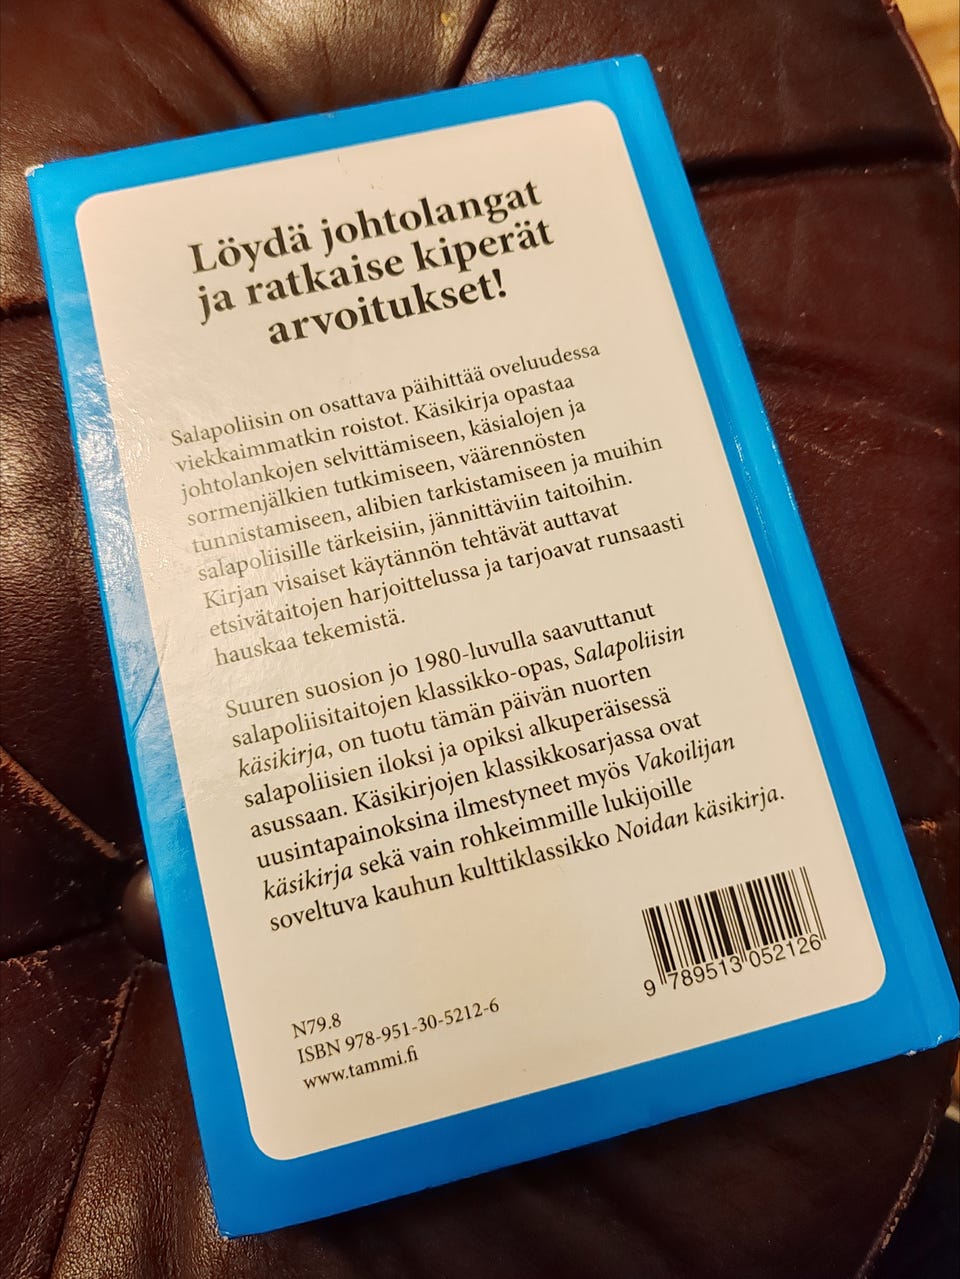 Löydä johtolangat
ja ratkaise kiperät
arvoitukset!
Salapoliisin on osattava päihittää oveluudessa
viekkaimmatkin roistot. Käsikirja opastaa
johtolankojen selvittämiseen, käsialojen ja
sormenjälkien tutkimiseen, väärennösten
tunnistamiseen, alibien tarkistamiseen ja muihin
salapoliisille tärkeisiin, jännittäviin taitoihin.
Kirjan visaiset käytännön tehtävät auttavat
etsivätaitojen harjoittelussa ja tarjoavat runsaasti
hauskaa tekemistä.
Suuren suosion jo 1980-luvulla saavuttanut
salapoliisitaitojen klassikko-opas, Salapoliisin
käsikirja, on tuotu tämän päivän nuorten
salapoliisien iloksi ja opiksi alkuperäisessä
asussaan. Käsikirjojen klassikkosarjassa ovat
uusintapainoksina ilmestyneet myös Vakoilijan
käsikirja sekä vain rohkeimmille lukijoille
soveltuva kauhun kulttiklassikko Noidan käsikirja.
9 789513 052126
N79.8
ISBN 978-951-30-5212-6
www.tammi.fi